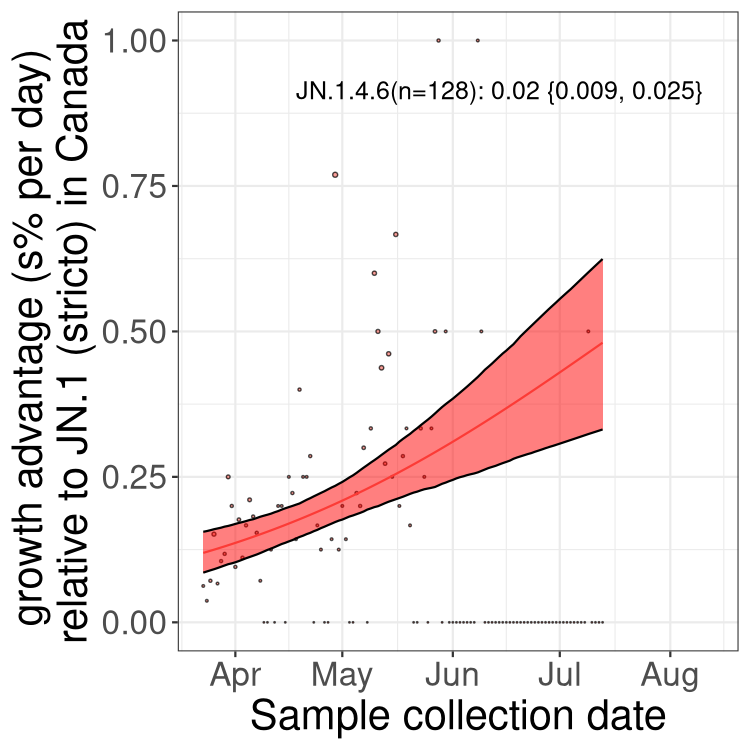 growth advantage (s% per day)
relative to JN.1 (stricto) in Canada
1.00
0.75
0.50
0.25
0.00
JN.1.4.6(n=128): 0.02 {0.009, 0.025}
Apr May Jun Jul Aug
Sample collection date